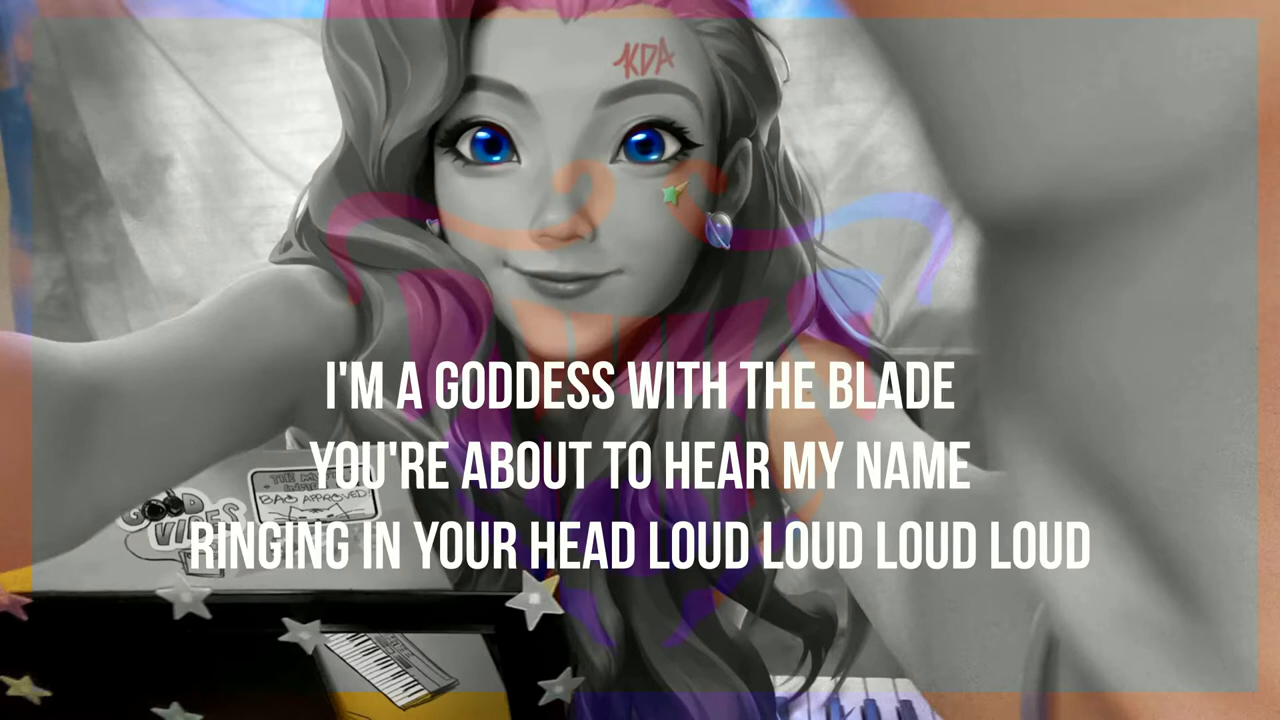 KDA
I'M A GODDESS WITH THE BLADE
YOU'RE ABOUT TO HEAR MY NAME
BAO APPROVED!
GOOD
VIBES
RINGING IN YOUR HEAD LOUD LOUD LOUD LOUD